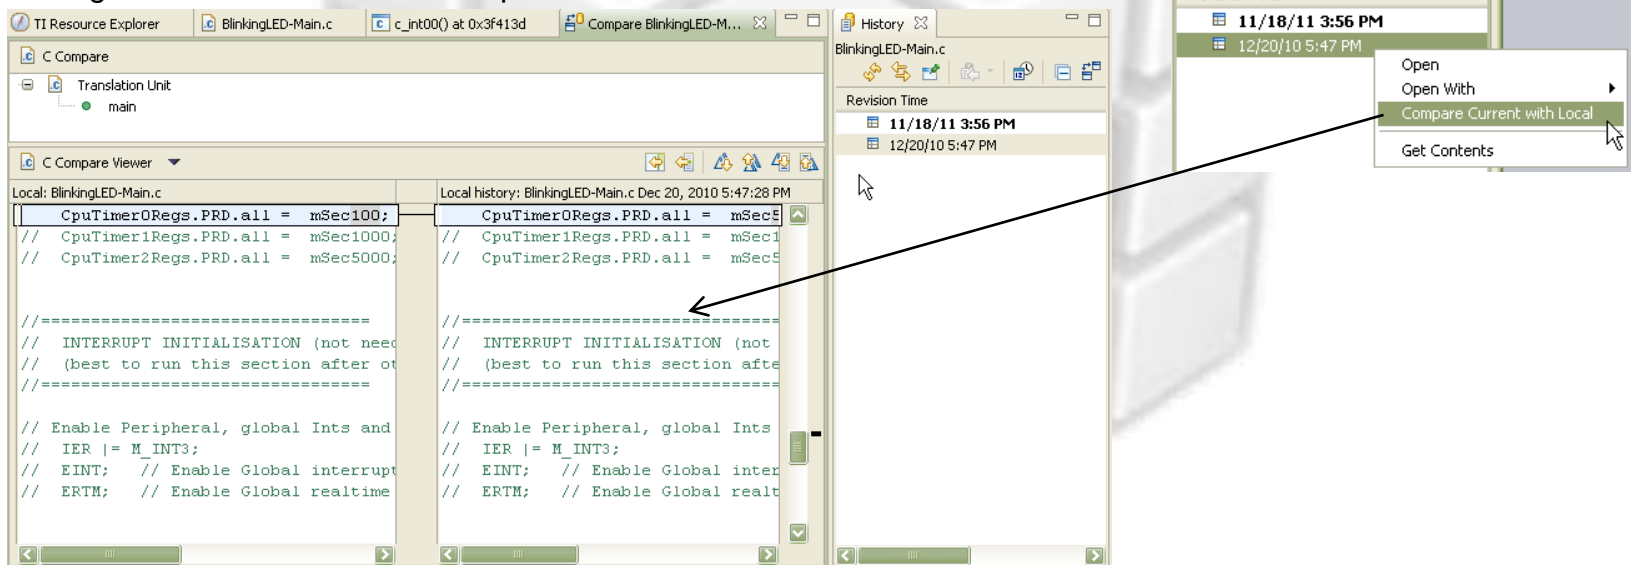 TI Resource Explorer
BlinkingLED-Main.c
c_int00() at 0x3f413d
Compare BlinkingLED-M...
C Compare
Translation Unit
main
C Compare Viewer
Local: BlinkingLED-Main.c
CpuTimer0Regs.PRD.all =  mSec100;
//  CpuTimer1Regs.PRD.all =  mSec1000;
//  CpuTimer2Regs.PRD.all =  mSec5000;
//=================================
//  INTERRUPT INITIALISATION (not need
//  (best to run this section after ot
//=================================
// Enable Peripheral, global Ints and
//  IER |= M_INT3;
//  EINT;   // Enable Global interrupt
//  ERTM;   // Enable Global realtime
Local history: BlinkingLED-Main.c Dec 20, 2010 5:47:28 PM
CpuTimer0Regs.PRD.all =  mSec5
//  CpuTimer1Regs.PRD.all =  mSec1
//  CpuTimer2Regs.PRD.all =  mSec5
//==============================
//  INTERRUPT INITIALISATION (not
//  (best to run this section afte
//==============================
// Enable Peripheral, global Ints
//  IER |= M_INT3;
//  EINT;   // Enable Global inter
//  ERTM;   // Enable Global realt
History
BlinkingLED-Main.c
Revision Time
11/18/11 3:56 PM
12/20/10 5:47 PM
11/18/11 3:56 PM
12/20/10 5:47 PM
Open
Open With
Compare Current with Local
Get Contents